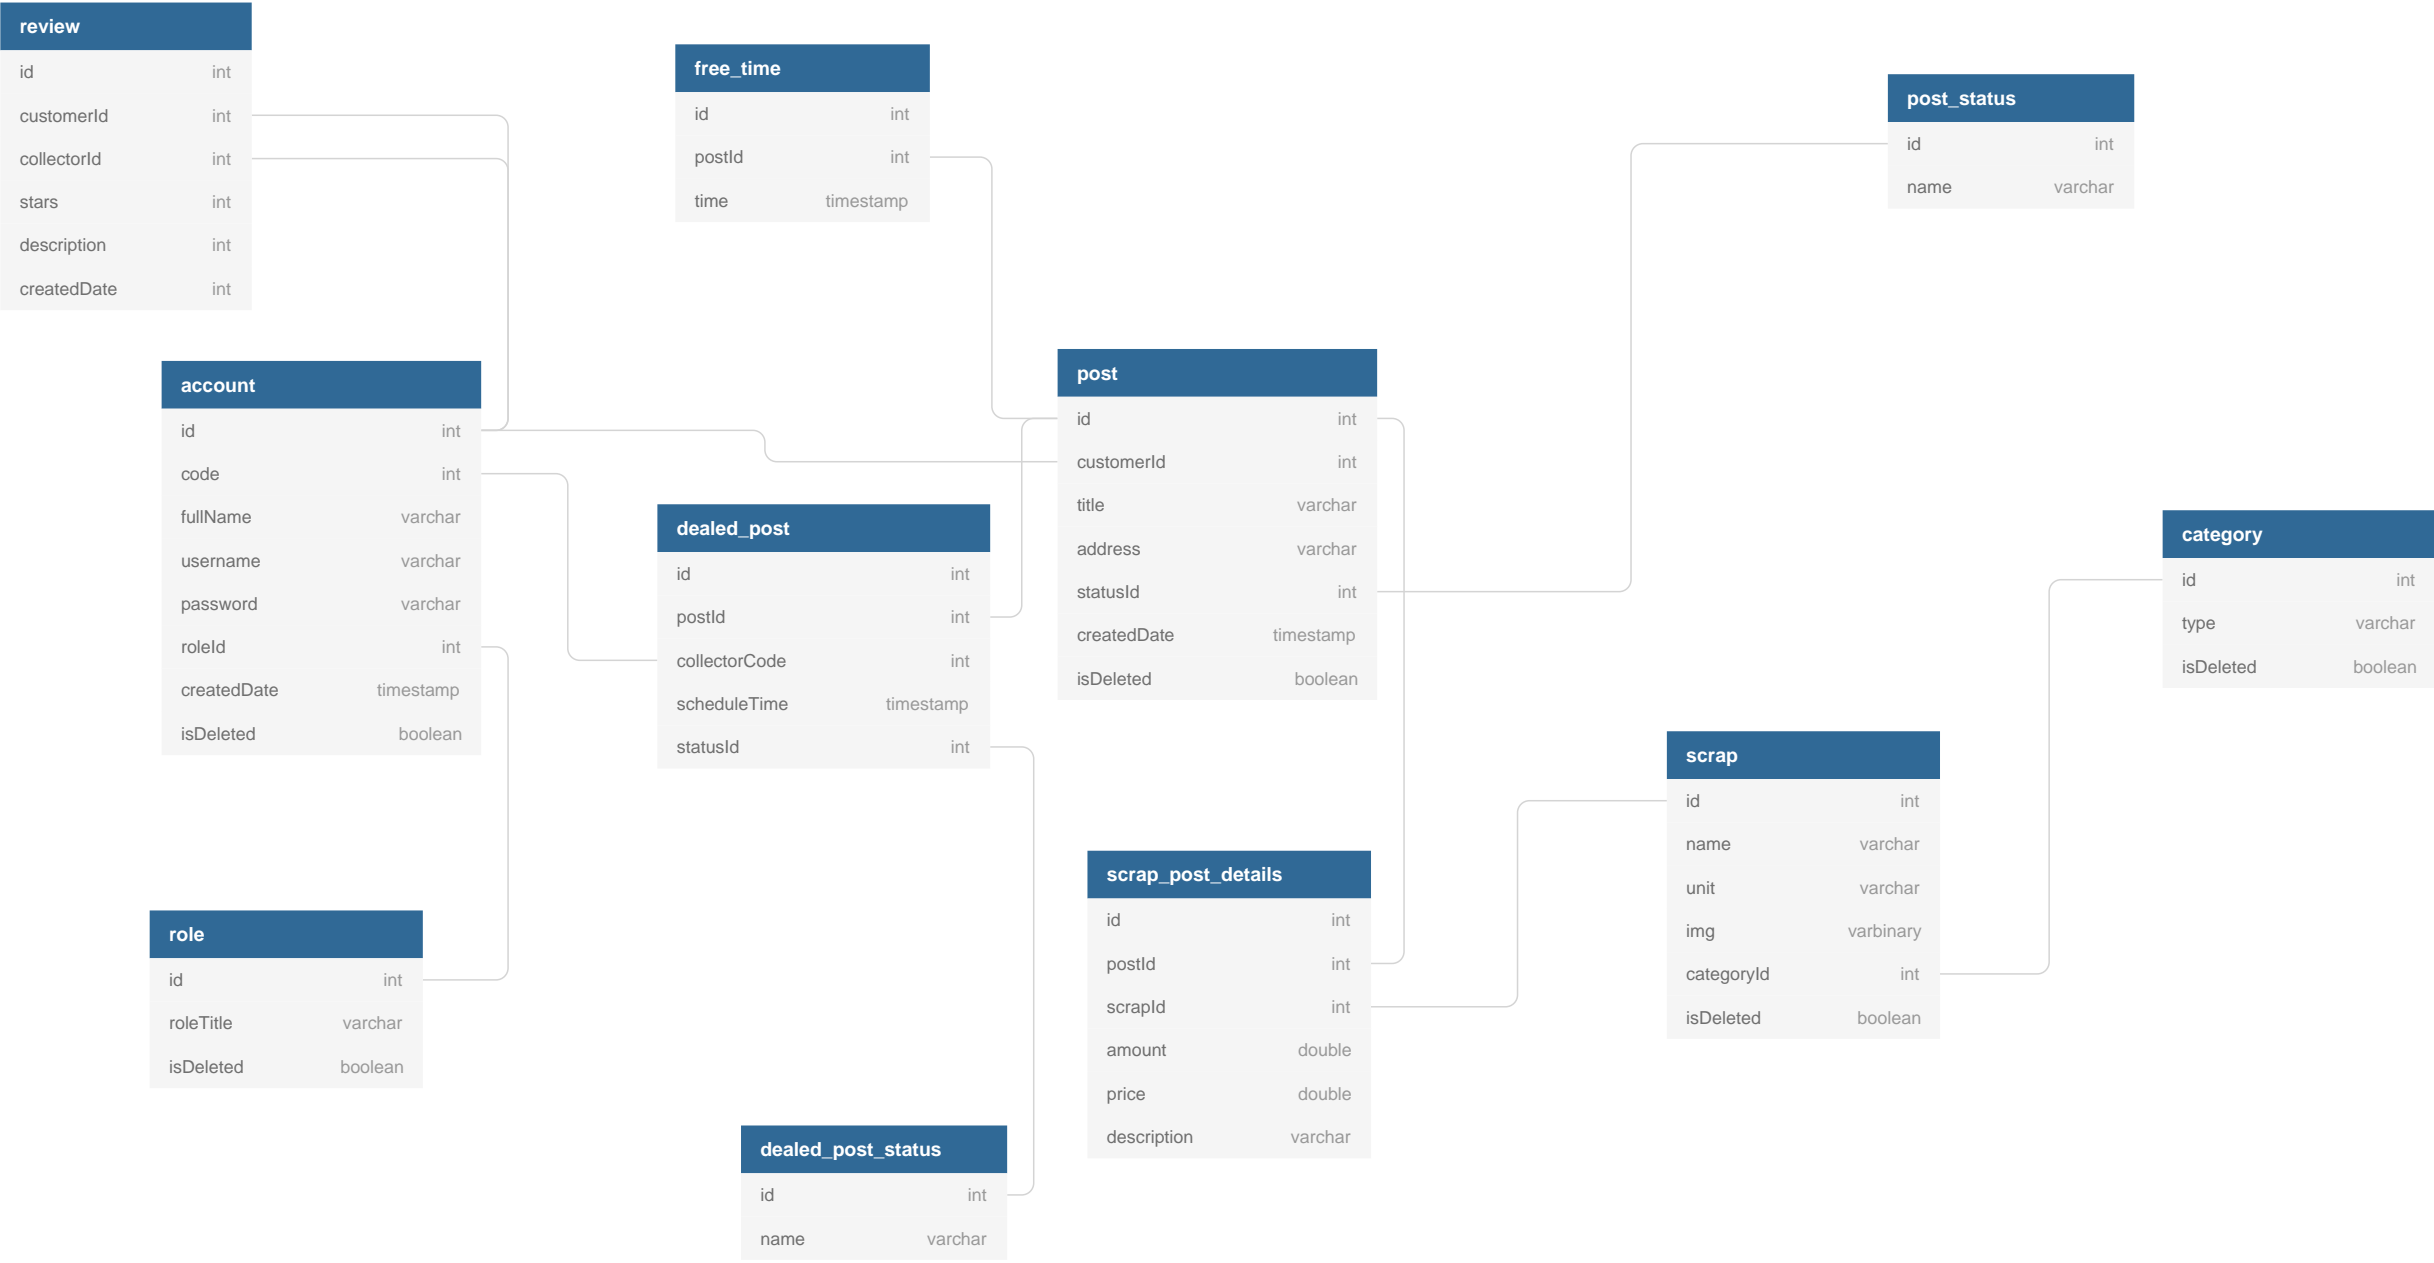 review
id int
customerId int
collectorId int
stars int
description int
createdDate int
free_time
id int
postId int
time timestamp
post_status
id int
name varchar
account
id int
code int
fullName varchar
username varchar
password varchar
roleId int
createdDate timestamp
isDeleted boolean
post
id int
customerId int
title varchar
address varchar
statusId int
createdDate timestamp
isDeleted boolean
dealed_post
id int
postId int
collectorCode int
scheduleTime timestamp
statusId int
category
id int
type varchar
isDeleted boolean
scrap
id int
name varchar
unit varchar
img varbinary
categoryId int
isDeleted boolean
scrap_post_details
id int
postId int
scrapId int
amount double
price double
description varchar
role
id int
roleTitle varchar
isDeleted boolean
dealed_post_status
id int
name varchar